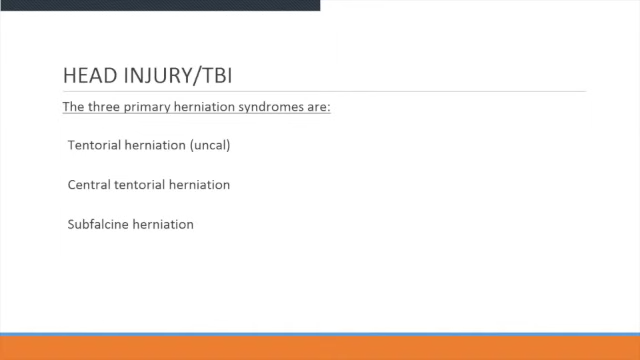 HEAD INJURY/TBI
The three primary herniation syndromes are:
Tentorial herniation (uncal)
Central tentorial herniation
Subfalcine herniation